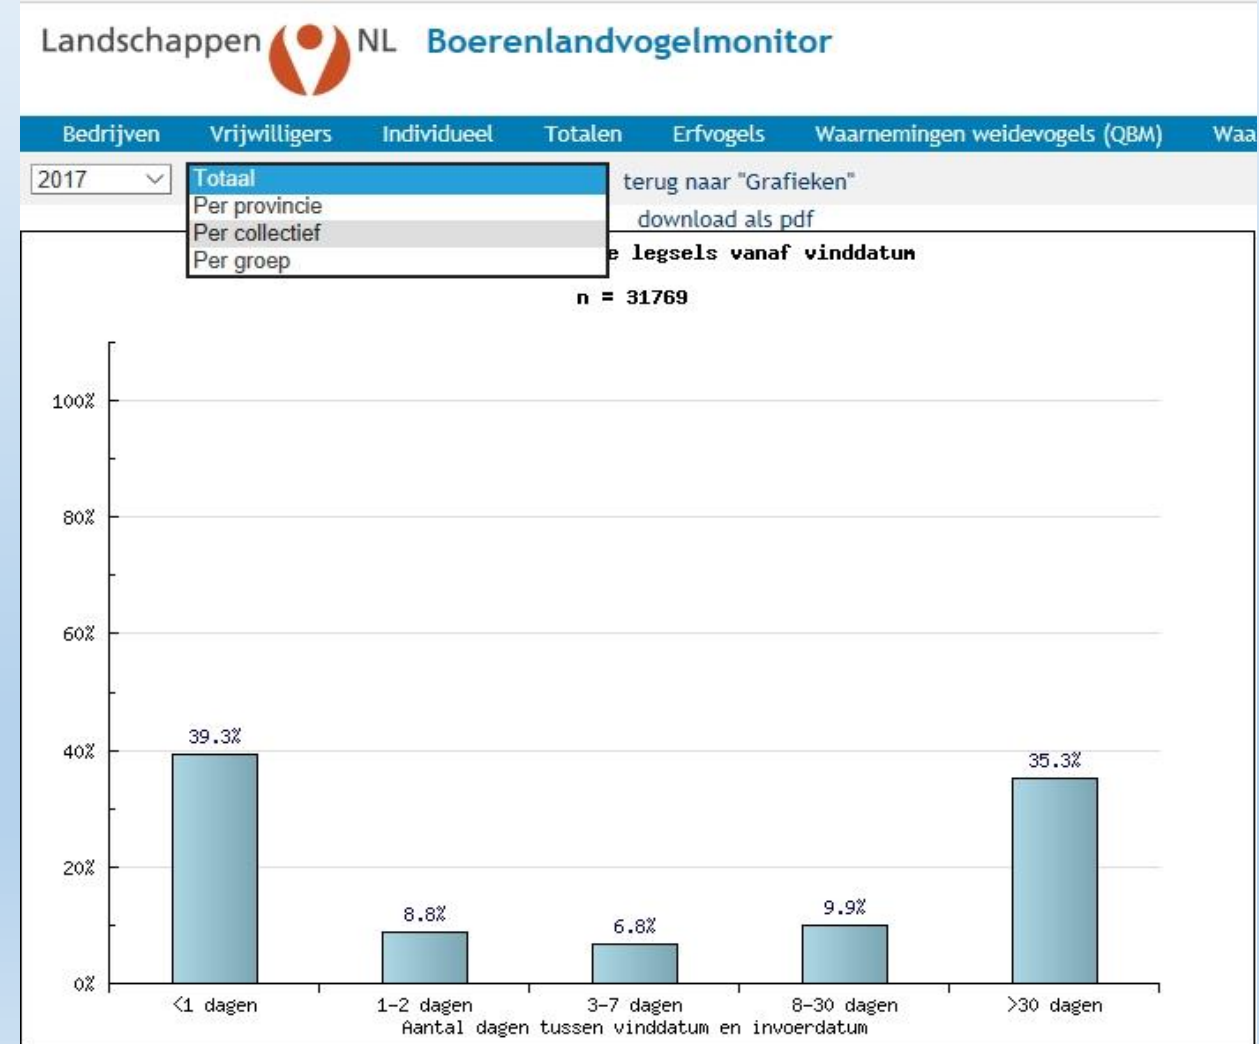 Landschappen NL Boerenlandvogelmonitor
Bedrijven Vrijwilligers Individueel Totalen Erfvogels Waarnemingen weidevogels (QBM) Waa
2017 Totaal terug naar "Grafieken"
Per provincie
download als pdf
Per collectief
Per groep
e legsels vanaf vinddatum
n = 31769
100%
80%
60%
40%
20%
0%
39.3%
8.8%
6.8%
9.9%
35.3%
<1 dagen 1-2 dagen 3-7 dagen 8-30 dagen >30 dagen
Aantal dagen tussen vinddatum en invoerdatum